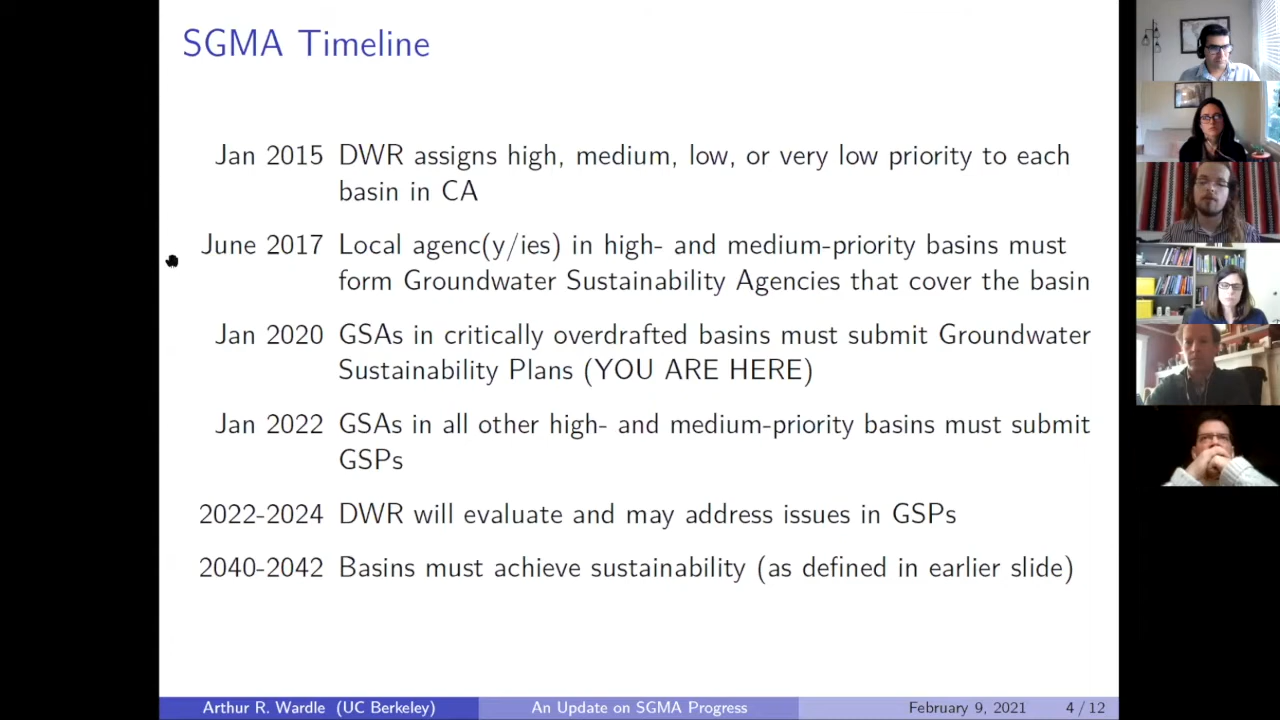 SGMA Timeline
Jan 2015 DWR assigns high, medium, low, or very low priority to each
basin in CA
June 2017 Local agenc(y/ies) in high- and medium-priority basins must
form Groundwater Sustainability Agencies that cover the basin
Jan 2020 GSAs in critically overdrafted basins must submit Groundwater
Sustainability Plans (YOU ARE HERE)
Jan 2022 GSAs in all other high- and medium-priority basins must submit
GSPs
2022-2024 DWR will evaluate and may address issues in GSPs
2040-2042 Basins must achieve sustainability (as defined in earlier slide)
Arthur R. Wardle (UC Berkeley) An Update on SGMA Progress February 9, 2021 4 / 12